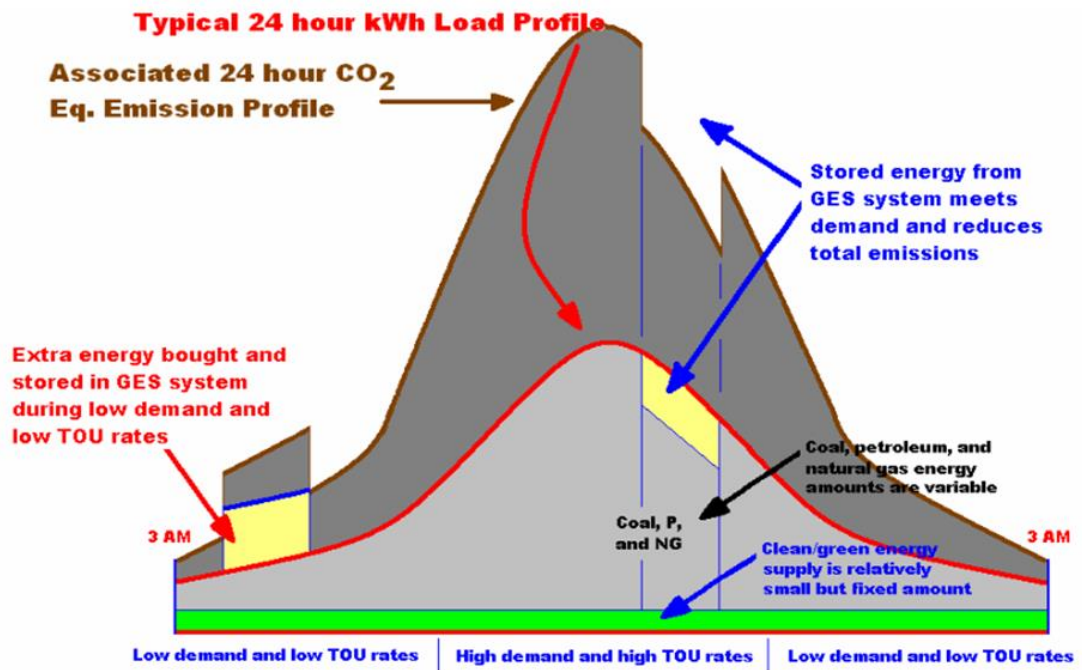 Typical 24 hour kWh Load Profile
Associated 24 hour CO2
Eq. Emission Profile
Stored energy from
GES system meets
demand and reduces
total emissions
Extra energy bought and
stored in GES system
during low demand and
low TOU rates
Coal, petroleum, and
natural gas energy
amounts are variable
Coal, P,
and NG
3 AM
3 AM
Clean/green energy
supply is relatively
small but fixed amount
Low demand and low TOU rates
High demand and high TOU rates
Low demand and low TOU rates